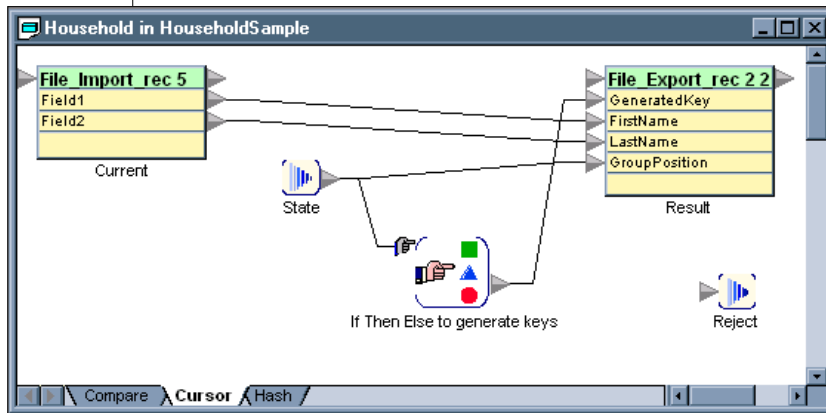 Household in HouseholdSample
File_Import_rec 5
Field1
Field2
Current
File_Export_rec 2 2
GeneratedKey
FirstName
LastName
GroupPosition
Result
State
If Then Else to generate keys
Reject
Compare Cursor Hash